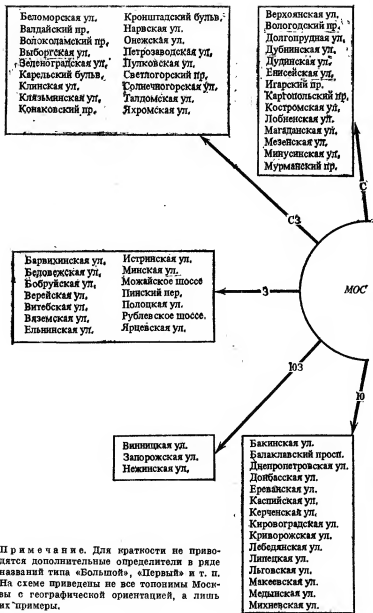 Беломорская ул.
Валдайский пр.
Волоколамский пр.
Выборгская ул.
Зеленоградская ул.
Карельский бульв.
Клинская ул.
Клязьминская ул.
Конаковский пр.
Кронштадский бульв.
Нарвская ул.
Онежская ул.
Петрозаводская ул.
Пулковская ул.
Светлогорский пр.
Солнечногорская ул.
Талдомская ул.
Яхромская ул.
Верхоянская ул.
Вологодский пр.
Долгопрудная ул.
Дубнинская ул.
Дудинская ул.
Енисейская ул.
Игарский пр.
Каргопольский пр.
Костромская ул.
Лобненская ул.
Магаданская ул.
Мезенская ул.
Минусинская ул.
Мурманский пр.
С
СЗ
Барвихинская ул.
Беловежская ул.
Бобруйская ул.
Верейская ул.
Витебская ул.
Вяземская ул.
Ельнинская ул.
Истринская ул.
Минская ул.
Можайское шоссе
Пинский пер.
Полоцкая ул.
Рублевское шоссе.
Ярцевская ул.
З
МОС
ЮЗ
Ю
Винницкая ул.
Запорожская ул.
Нежинская ул.
Бакинская ул.
Балаклавский просп.
Днепропетровская ул.
Донбасская ул.
Ереванская ул.
Каспийская ул.
Керченская ул.
Кировоградская ул.
Криворожская ул.
Лебедянская ул.
Липецкая ул.
Льговская ул.
Макеевская ул.
Медынская ул.
Михневская ул.
Примечание. Для краткости не приво-
дятся дополнительные определители в ряде
названий типа «Большой», «Первый» и т. п.
На схеме приведены не все топонимы Мос-
вы с географической ориентацией, а лишь
их примеры.